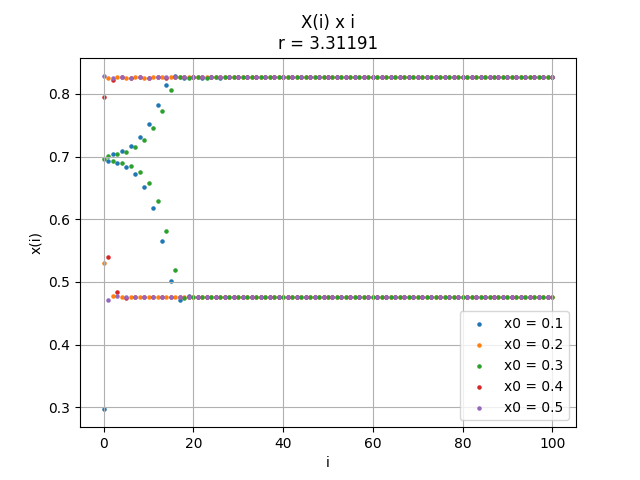 X(i) x i
r = 3.31191
x(i)
0.8
0.7
0.6
0.5
0.4
0.3
x0 = 0.1
x0 = 0.2
x0 = 0.3
x0 = 0.4
x0 = 0.5
0 20 40 60 80 100
i